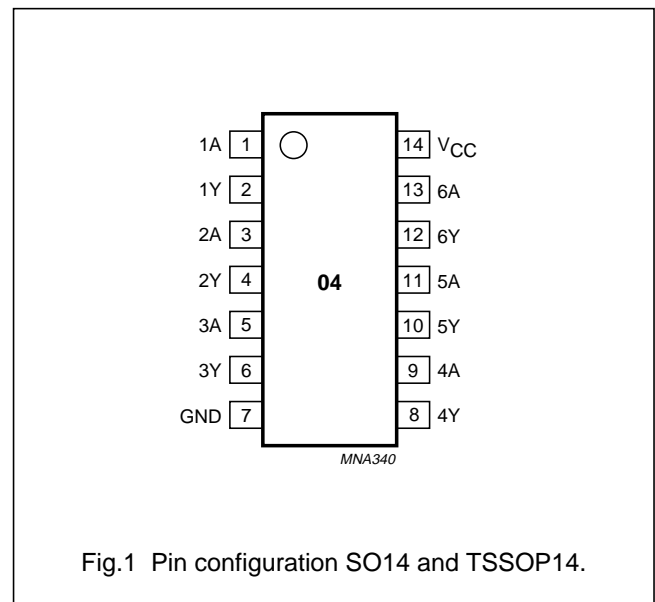 1A 1 14 VCC
1Y 2 13 6A
2A 3 12 6Y
2Y 4 04 11 5A
3A 5 10 5Y
3Y 6 9 4A
GND 7 8 4Y
MNA340
Fig.1 Pin configuration SO14 and TSSOP14.